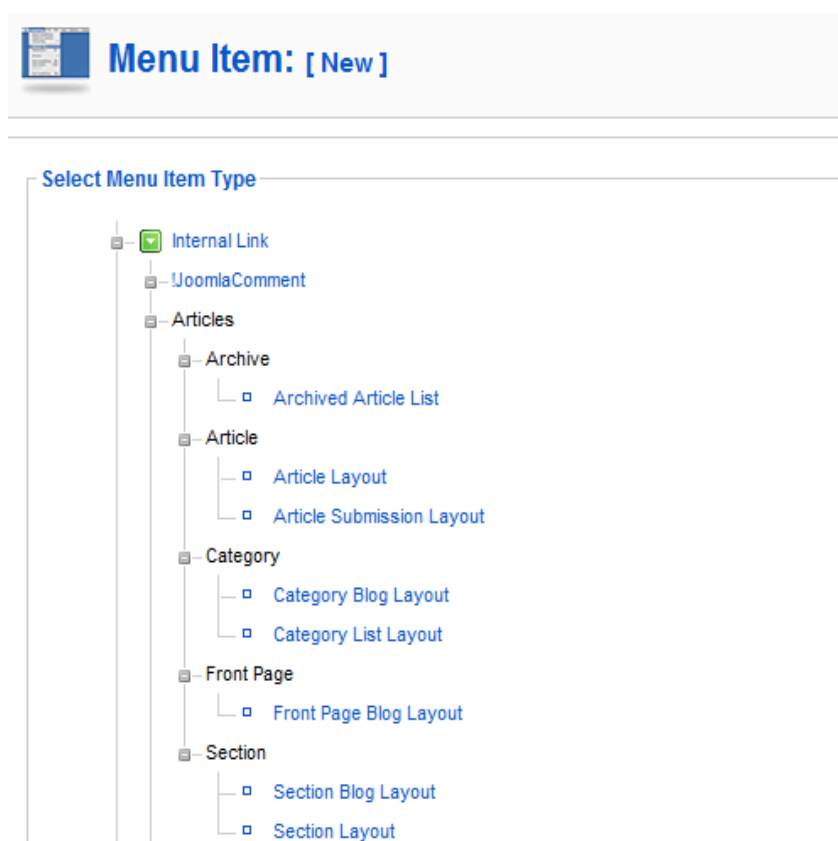 Menu Item: [ New ]
Select Menu Item Type
Internal Link
!JoomlaComment
Articles
Archive
Archived Article List
Article
Article Layout
Article Submission Layout
Category
Category Blog Layout
Category List Layout
Front Page
Front Page Blog Layout
Section
Section Blog Layout
Section Layout